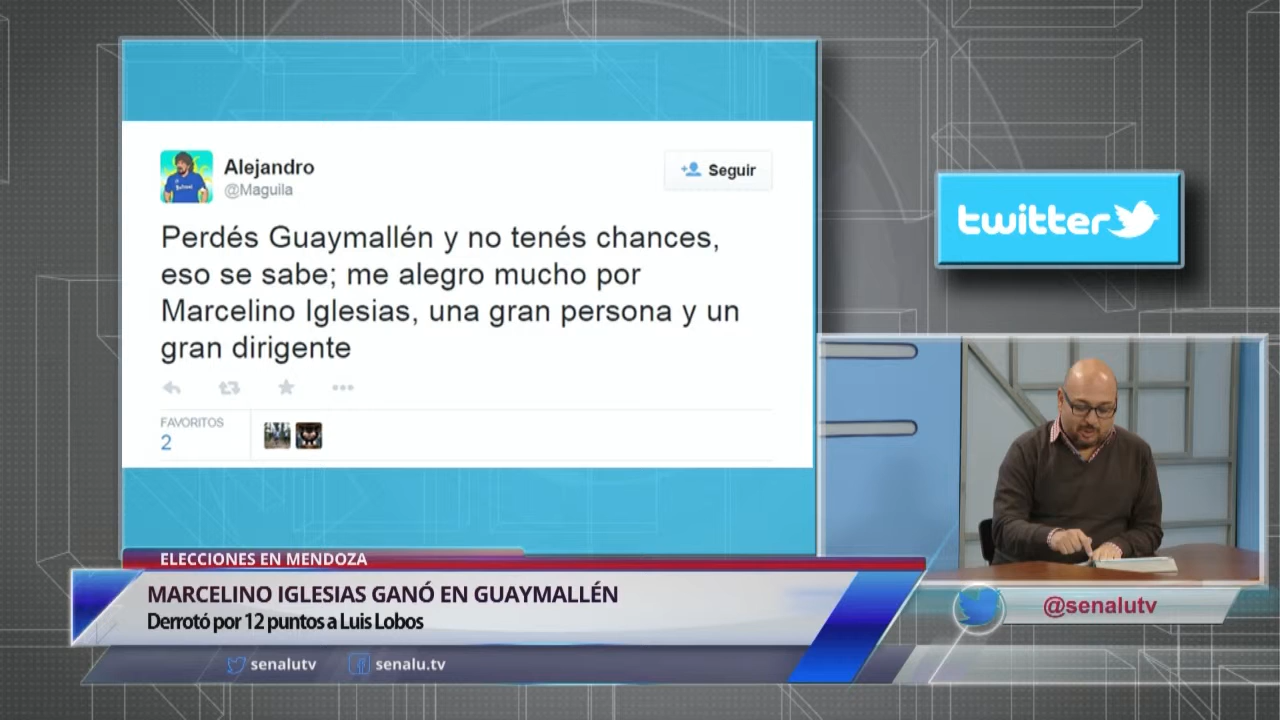 Alejandro
@Maguila
Seguir
Perdés Guaymallén y no tenés chances,
eso se sabe; me alegro mucho por
Marcelino Iglesias, una gran persona y un
gran dirigente
FAVORITOS
2
twitter
ELECCIONES EN MENDOZA
MARCELINO IGLESIAS GANÓ EN GUAYMALLÉN
Derrotó por 12 puntos a Luis Lobos
@senalutv
senalutv senalu.tv